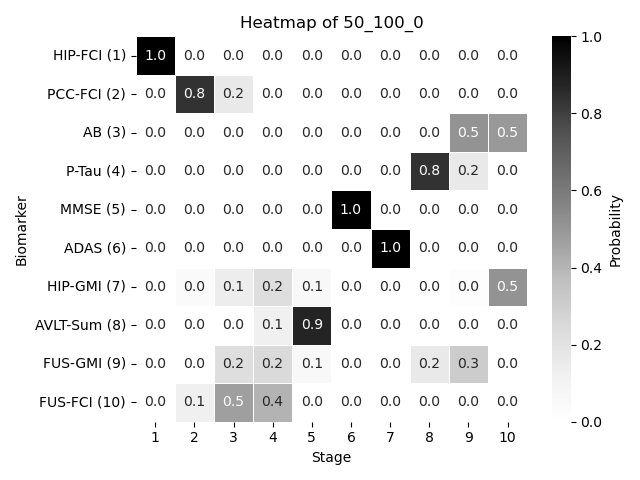 Heatmap of 50_100_0
HIP-FCI (1) 1.0 0.0 0.0 0.0 0.0 0.0 0.0 0.0 0.0 0.0
PCC-FCI (2) 0.0 0.8 0.2 0.0 0.0 0.0 0.0 0.0 0.0 0.0
AB (3) 0.0 0.0 0.0 0.0 0.0 0.0 0.0 0.0 0.5 0.5
P-Tau (4) 0.0 0.0 0.0 0.0 0.0 0.0 0.0 0.8 0.2 0.0
MMSE (5) 0.0 0.0 0.0 0.0 0.0 1.0 0.0 0.0 0.0 0.0
ADAS (6) 0.0 0.0 0.0 0.0 0.0 0.0 1.0 0.0 0.0 0.0
HIP-GMI (7) 0.0 0.0 0.1 0.2 0.1 0.0 0.0 0.0 0.0 0.5
AVLT-Sum (8) 0.0 0.0 0.0 0.1 0.9 0.0 0.0 0.0 0.0 0.0
FUS-GMI (9) 0.0 0.0 0.2 0.2 0.1 0.0 0.0 0.2 0.3 0.0
FUS-FCI (10) 0.0 0.1 0.5 0.4 0.0 0.0 0.0 0.0 0.0 0.0
1 2 3 4 5 6 7 8 9 10
Stage
Biomarker
1.0
0.8
0.6
0.4
0.2
0.0
Probability